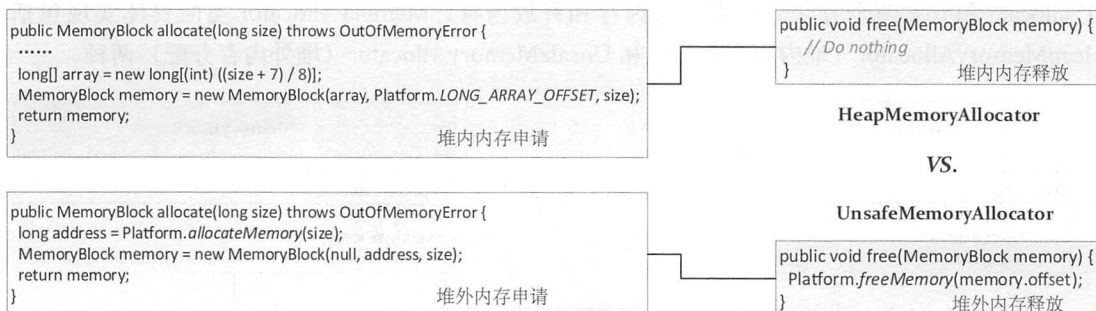 public MemoryBlock allocate(long size) throws OutOfMemoryError {
……
long[] array = new long[(int) ((size + 7) / 8)];
MemoryBlock memory = new MemoryBlock(array, Platform.LONG_ARRAY_OFFSET, size);
return memory;
}
堆内内存申请
public void free(MemoryBlock memory) {
// Do nothing
}
堆内内存释放
HeapMemoryAllocator
VS.
UnsafeMemoryAllocator
public MemoryBlock allocate(long size) throws OutOfMemoryError {
long address = Platform.allocateMemory(size);
MemoryBlock memory = new MemoryBlock(null, address, size);
return memory;
}
堆外内存申请
public void free(MemoryBlock memory) {
Platform.freeMemory(memory.offset);
}
堆外内存释放